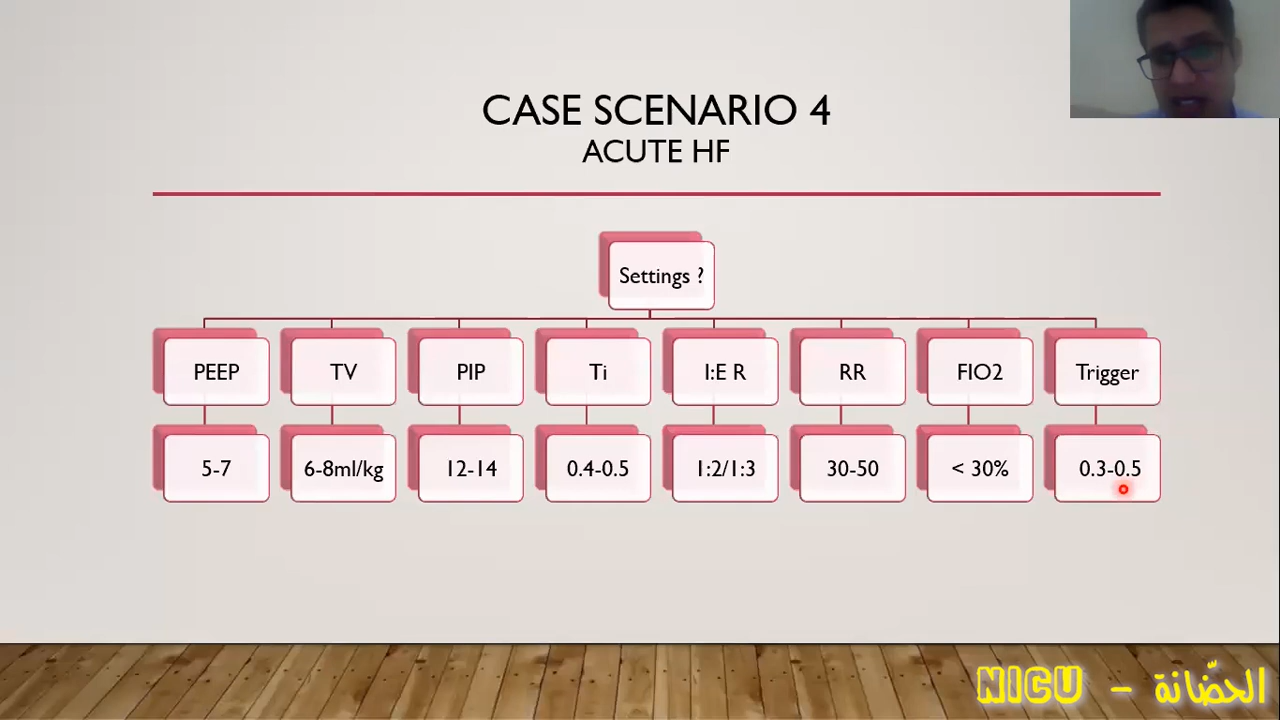 CASE SCENARIO 4
ACUTE HF
Settings ?
PEEP TV PIP Ti I:E R RR FIO2 Trigger
5-7 6-8ml/kg 12-14 0.4-0.5 1:2/1:3 30-50 < 30% 0.3-0.5
NICU - الحضّانة